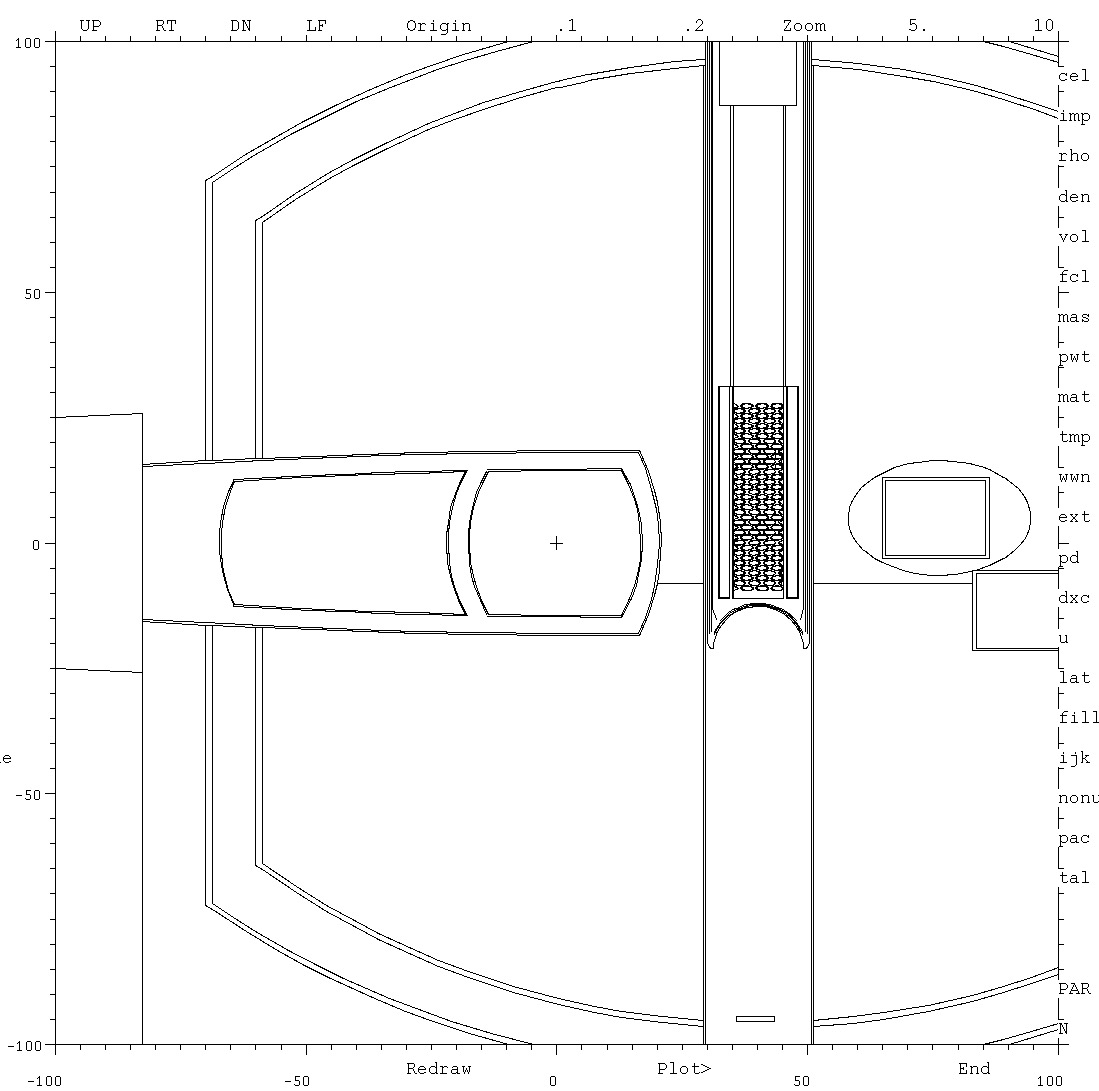 UP RT DN LF Origin .1 .2 Zoom 5. 10
100
cel
imp
rho
den
vol
50
fcl
mas
pwt
mat
tmp
wwn
ext
0
pd
dxc
u
lat
fill
ijk
e
-50
nonu
pac
tal
PAR
N
-100
Redraw Plot> End
-100 -50 0 50 100